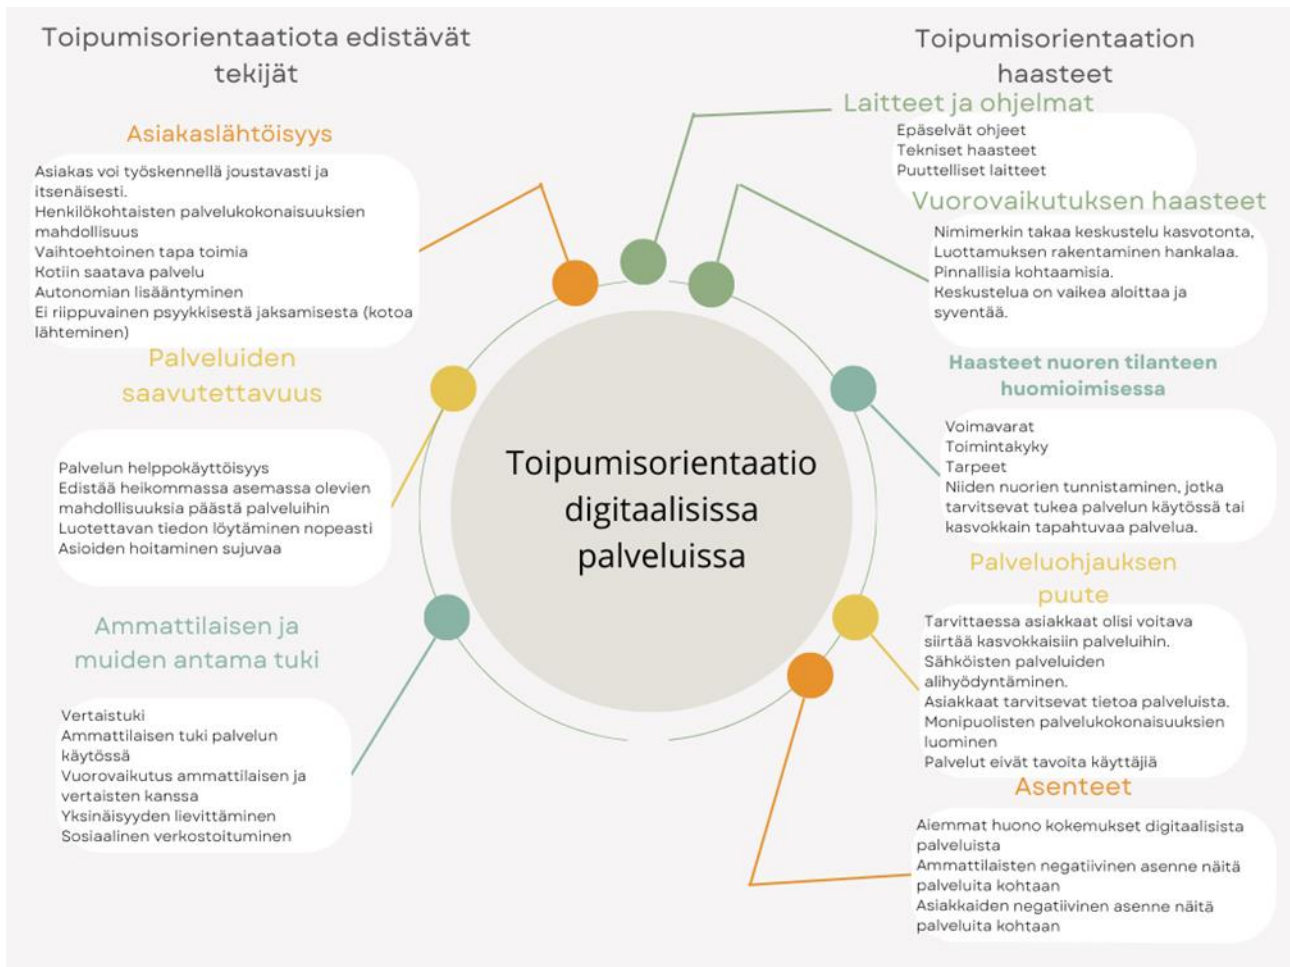 Toipumisorientaatiota edistävät
tekijät
Asiakaslähtöisyys
Asiakas voi työskennellä joustavasti ja
itsenäisesti.
Henkilökohtaisten palvelukokonaisuuksien
mahdollisuus
Vaihtoehtoinen tapa toimia
Kotiin saatava palvelu
Autonomian lisääntyminen
Ei riippuvainen psyykkisestä jaksamisesta (kotoa
lähteminen)
Palveluiden
saavutettavuus
Palvelun helppokäyttöisyys
Edistää heikommassa asemassa olevien
mahdollisuuksia päästä palveluihin
Luotettavan tiedon löytäminen nopeasti
Asioiden hoitaminen sujuvaa
Ammattilaisen ja
muiden antama tuki
Vertaistuki
Ammattilaisen tuki palvelun
käytössä
Vuorovaikutus ammattilaisen ja
vertaisten kanssa
Yksinäisyyden lievittäminen
Sosiaalinen verkostoituminen
Toipumisorientaatio
digitaalisissa
palveluissa
Toipumisorientaation
haasteet
Laitteet ja ohjelmat
Epäselvät ohjeet
Tekniset haasteet
Puuttelliset laitteet
Vuorovaikutuksen haasteet
Nimimerkin takaa keskustelu kasvotonta,
Luottamuksen rakentaminen hankalaa.
Pinnallisia kohtaamisia.
Keskustelua on vaikea aloittaa ja
syventää.
Haasteet nuoren tilanteen
huomioimisessa
Voimavarat
Toimintakyky
Tarpeet
Niiden nuorien tunnistaminen, jotka
tarvitsevat tukea palvelun käytössä tai
kasvokkain tapahtuvaa palvelua.
Palveluohjauksen
puute
Tarvittaessa asiakkaat olisi voitava
siirtää kasvokkaisiin palveluihin.
Sähköisten palveluiden
alihyödyntäminen.
Asiakkaat tarvitsevat tietoa palveluista.
Monipuolisten palvelukokonaisuuksien
luominen
Palvelut eivät tavoita käyttäjiä
Asenteet
Aiemmat huono kokemukset digitaalisista
palveluista
Ammattilaisten negatiivinen asenne näitä
palveluita kohtaan
Asiakkaiden negatiivinen asenne näitä
palveluita kohtaan